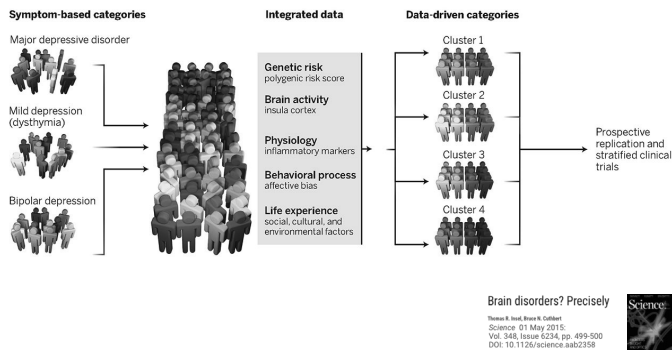 Symptom-based categories
Integrated data
Data-driven categories
Major depressive disorder
Mild depression
(dysthymia)
Bipolar depression
Genetic risk
polygenic risk score
Brain activity
insula cortex
Physiology
inflammatory markers
Behavioral process
affective bias
Life experience
social, cultural, and
environmental factors
Cluster 1
Cluster 2
Cluster 3
Cluster 4
Prospective
replication and
stratified clinical
trials
Brain disorders? Precisely
Thomas R. Insel, Bruce N. Cuthbert
Science 01 May 2015:
Vol. 348, Issue 6234, pp. 499-500
DOI: 10.1126/science.aab2358
Science